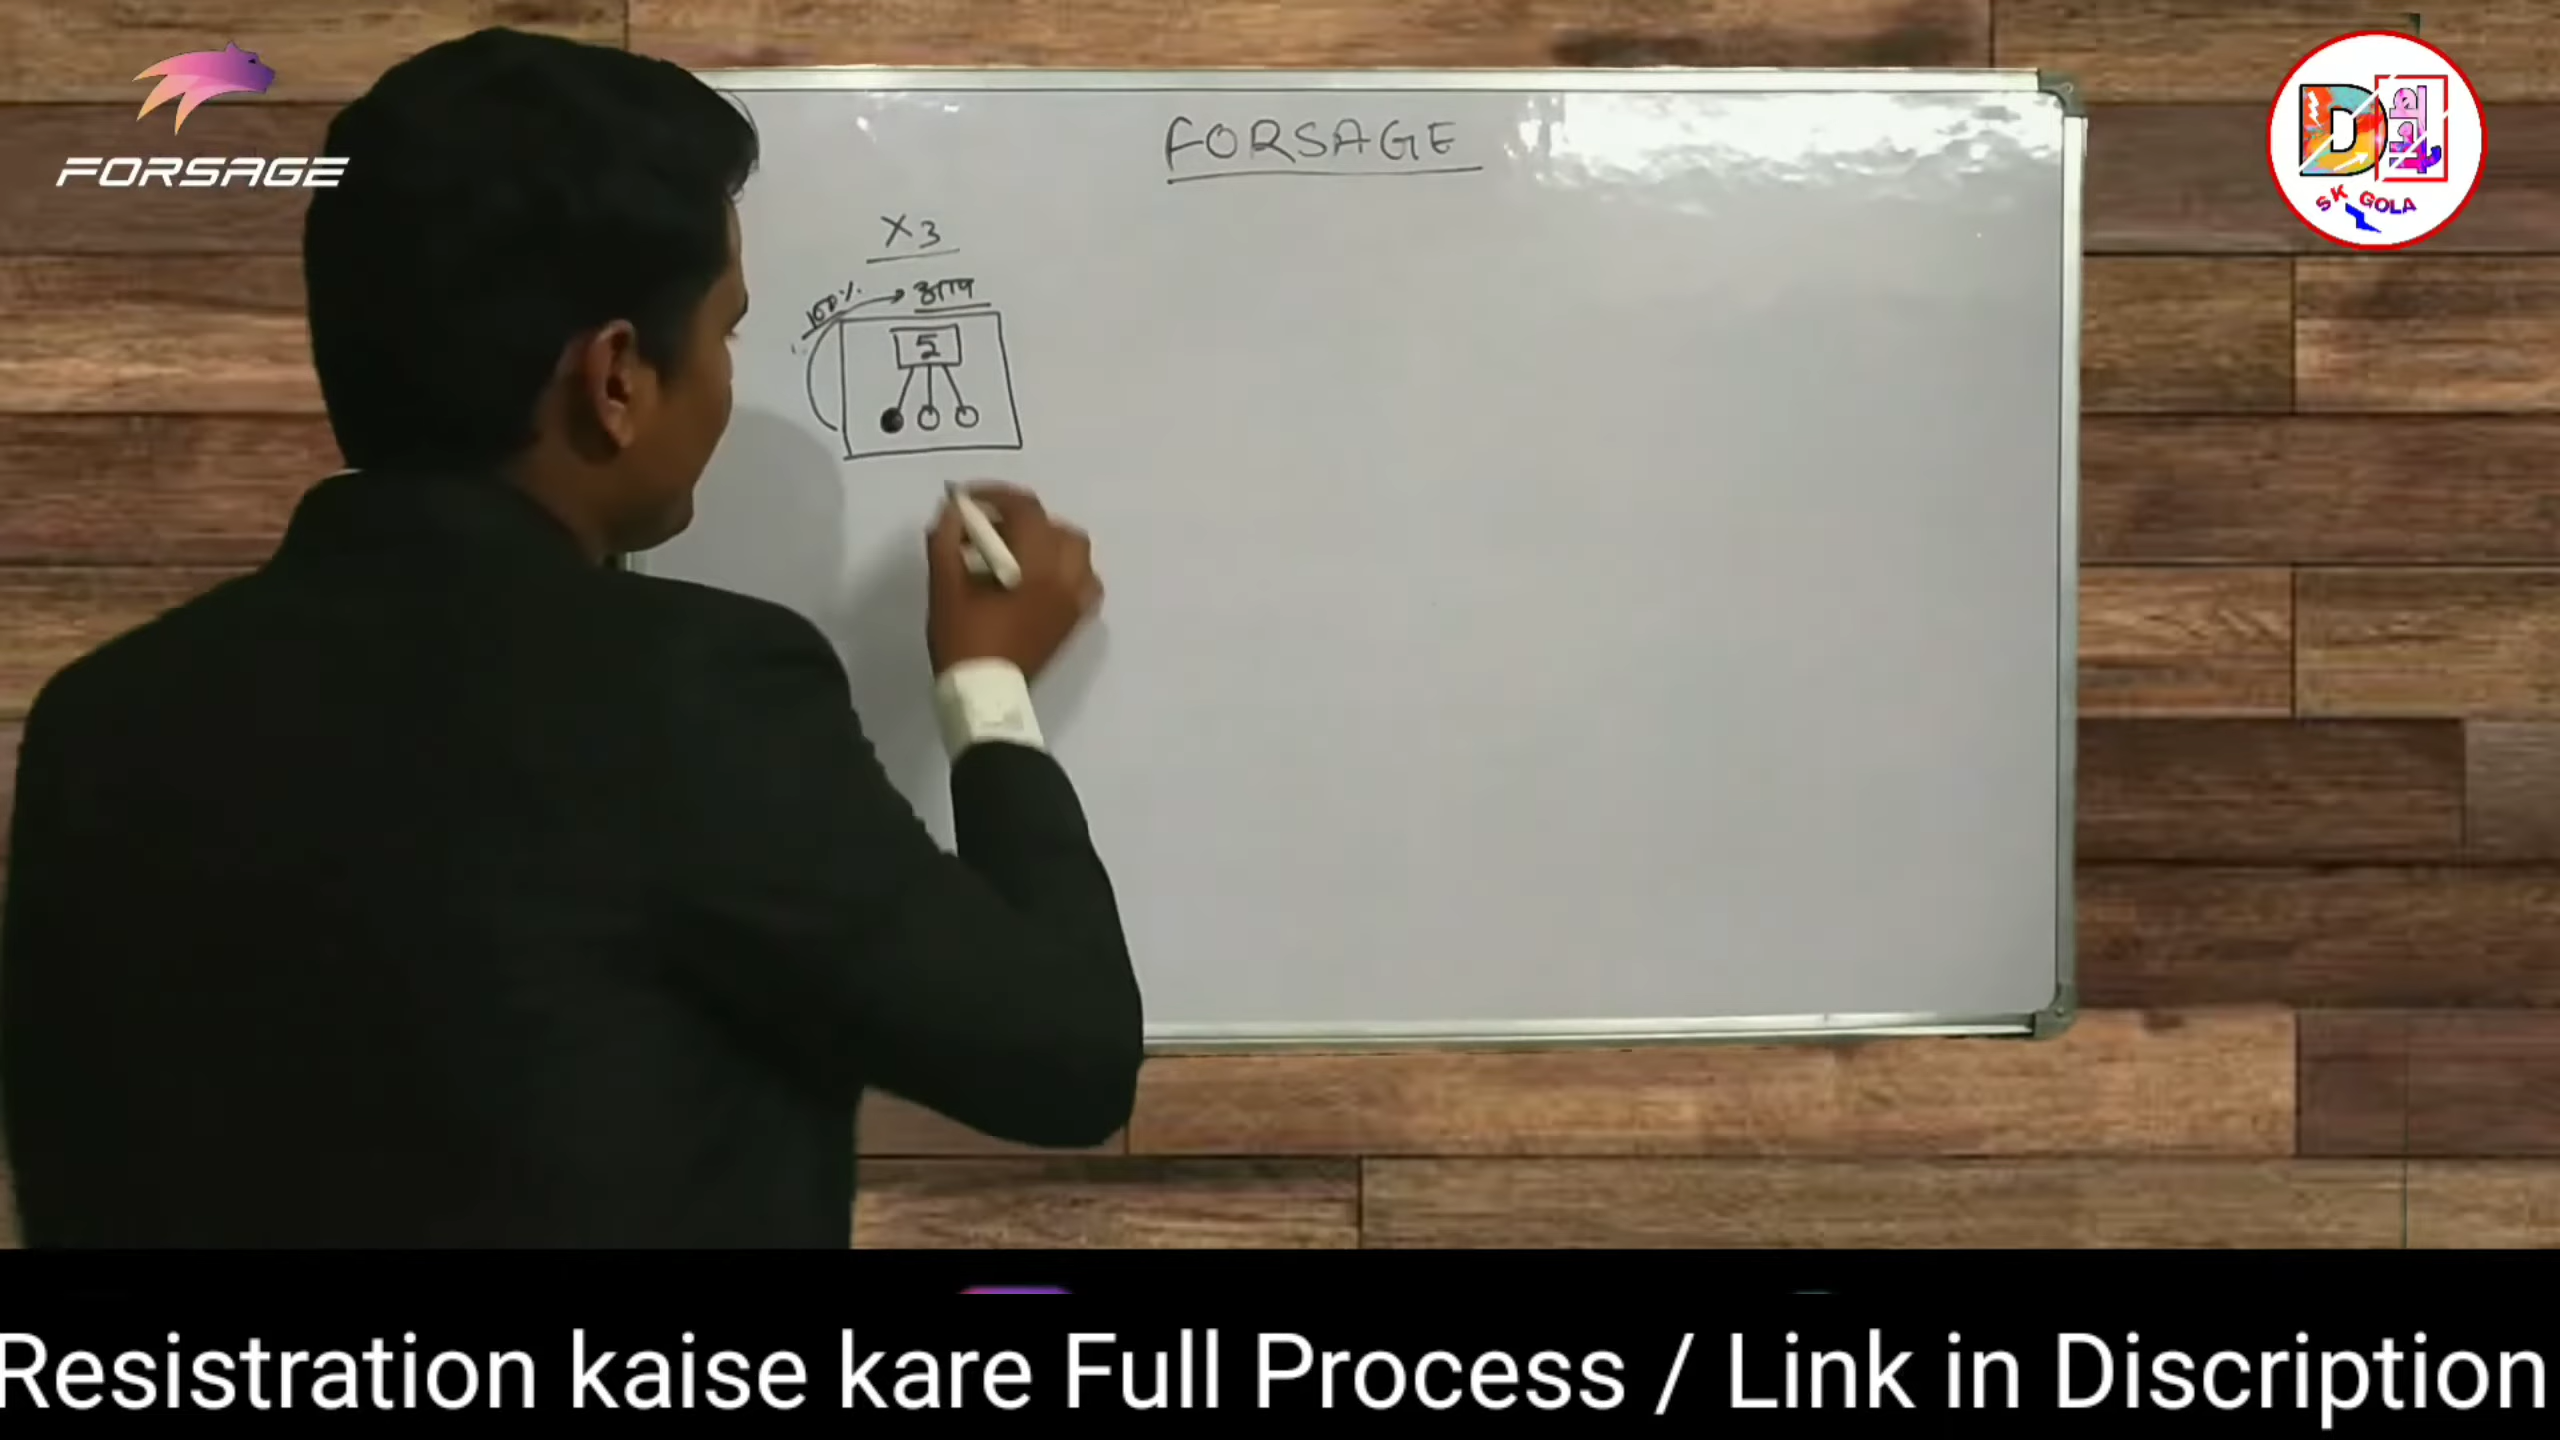 FORSAGE
FORSAGE
SK GOLA
X3
100% → आप
5
Resistration kaise kare Full Process / Link in Discription